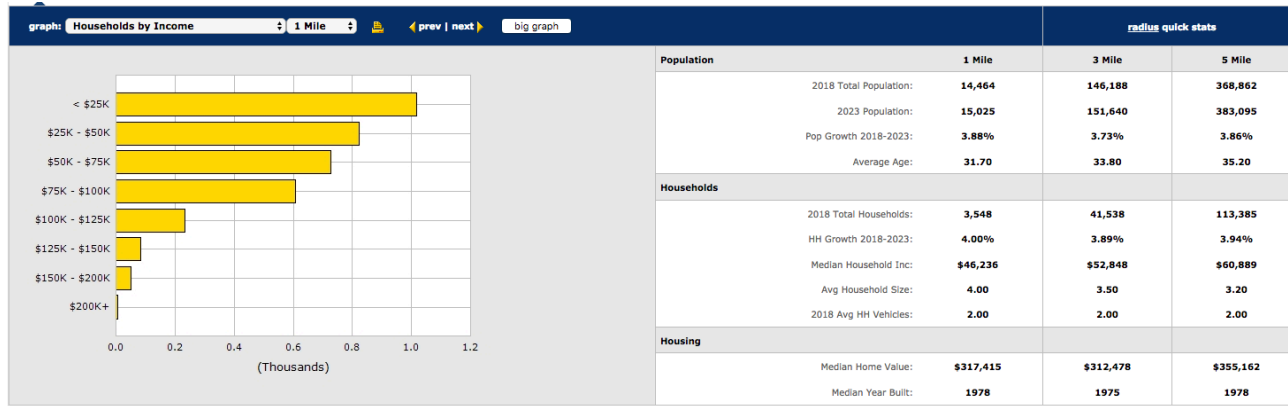 graph: Households by Income 1 Mile prev | next big graph radius quick stats
Population 1 Mile 3 Mile 5 Mile
2018 Total Population: 14,464 146,188 368,862
2023 Population: 15,025 151,640 383,095
Pop Growth 2018-2023: 3.88% 3.73% 3.86%
Average Age: 31.70 33.80 35.20
Households
2018 Total Households: 3,548 41,538 113,385
HH Growth 2018-2023: 4.00% 3.89% 3.94%
Median Household Inc: $46,236 $52,848 $60,889
Avg Household Size: 4.00 3.50 3.20
2018 Avg HH Vehicles: 2.00 2.00 2.00
Housing
Median Home Value: $317,415 $312,478 $355,162
Median Year Built: 1978 1975 1978
< $25K
$25K - $50K
$50K - $75K
$75K - $100K
$100K - $125K
$125K - $150K
$150K - $200K
$200K+
0.0 0.2 0.4 0.6 0.8 1.0 1.2
(Thousands)